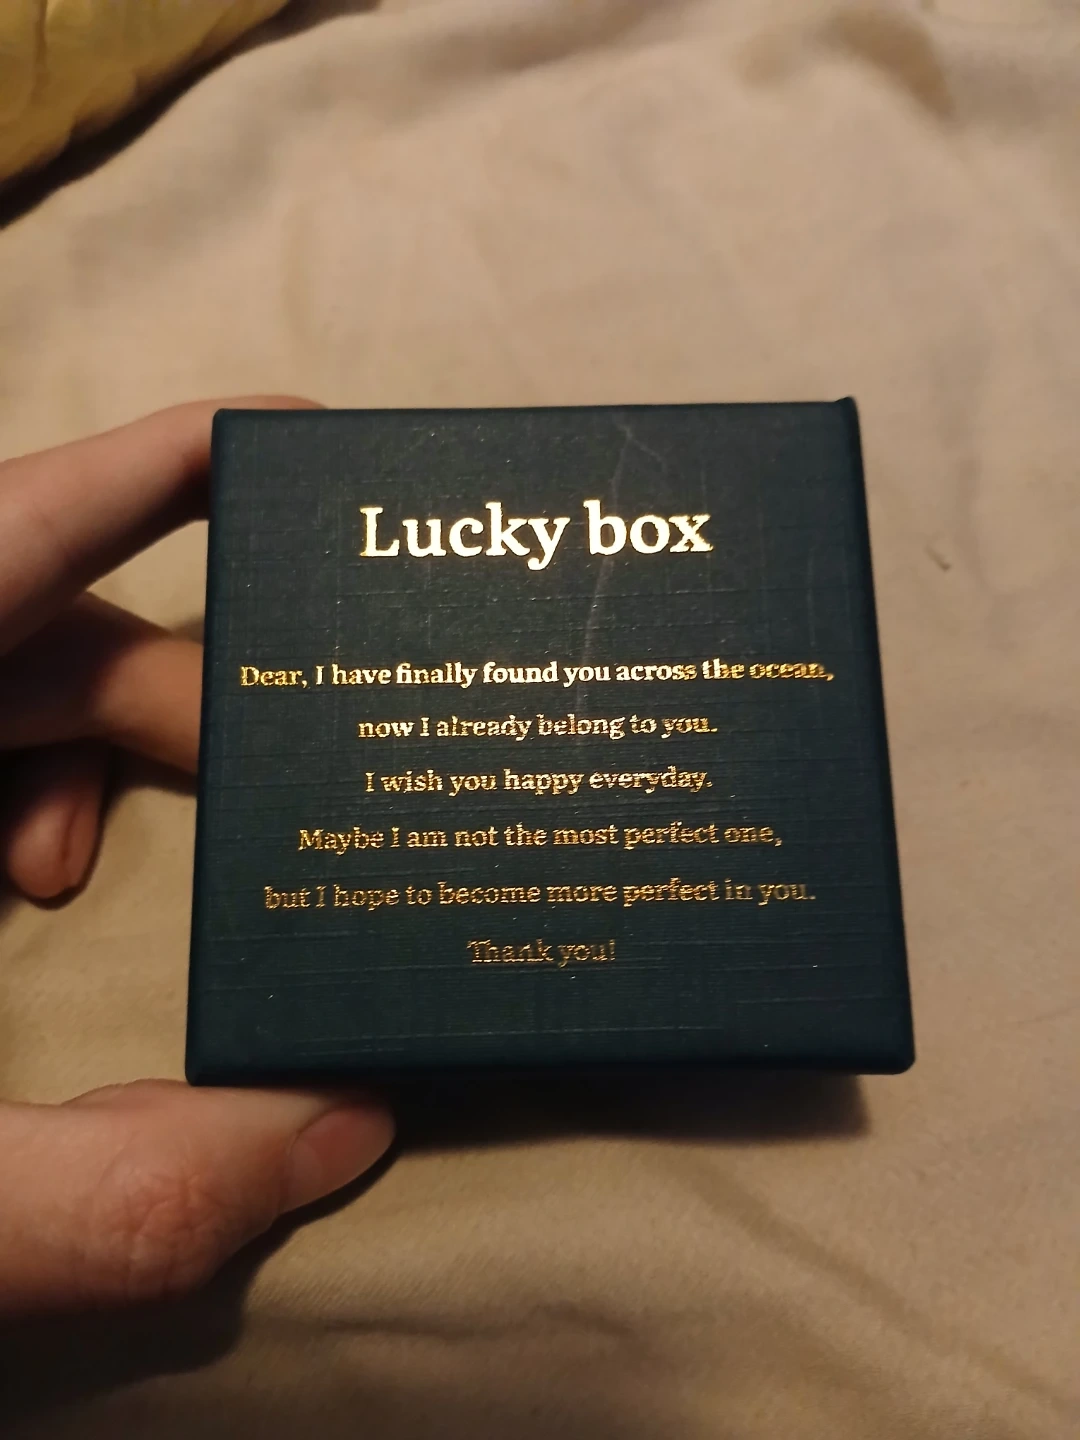 Lucky box
Dear, I have finally found you across the ocean,
now I already belong to you.
I wish you happy everyday.
Maybe I am not the most perfect one,
but I hope to become more perfect in you.
Thank you!